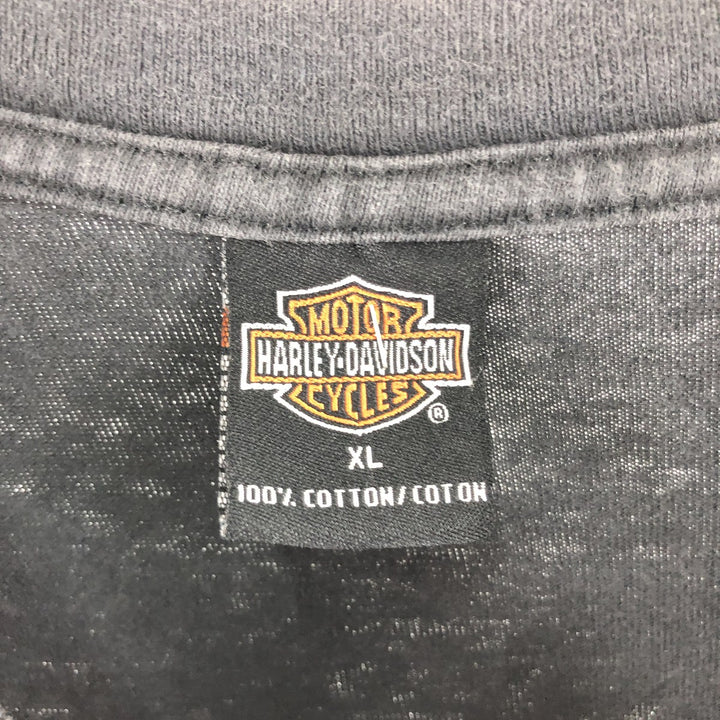 MOTOR
HARLEY-DAVIDSON
CYCLES
®
XL
100% COTTON/COTON